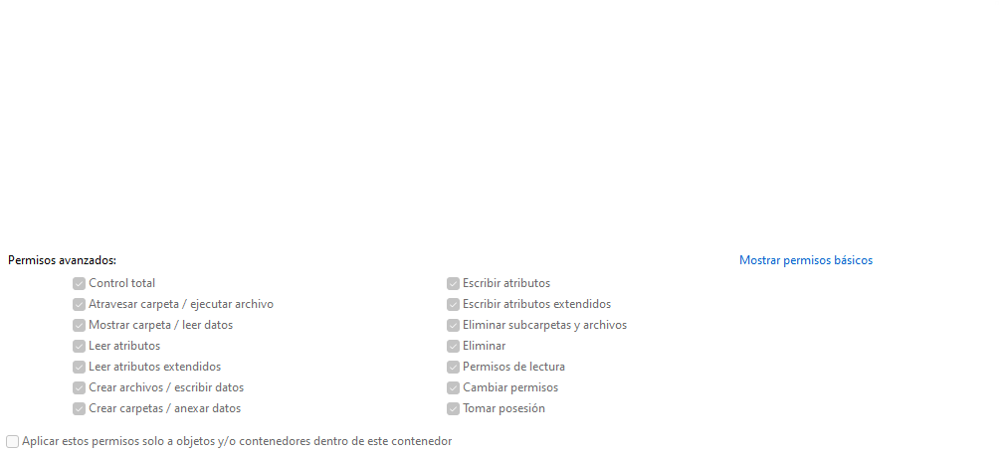 Permisos avanzados:
Mostrar permisos básicos
Control total
Escribir atributos
Atravesar carpeta / ejecutar archivo
Escribir atributos extendidos
Mostrar carpeta / leer datos
Eliminar subcarpetas y archivos
Leer atributos
Eliminar
Leer atributos extendidos
Permisos de lectura
Crear archivos / escribir datos
Cambiar permisos
Crear carpetas / anexar datos
Tomar posesión
Aplicar estos permisos solo a objetos y/o contenedores dentro de este contenedor